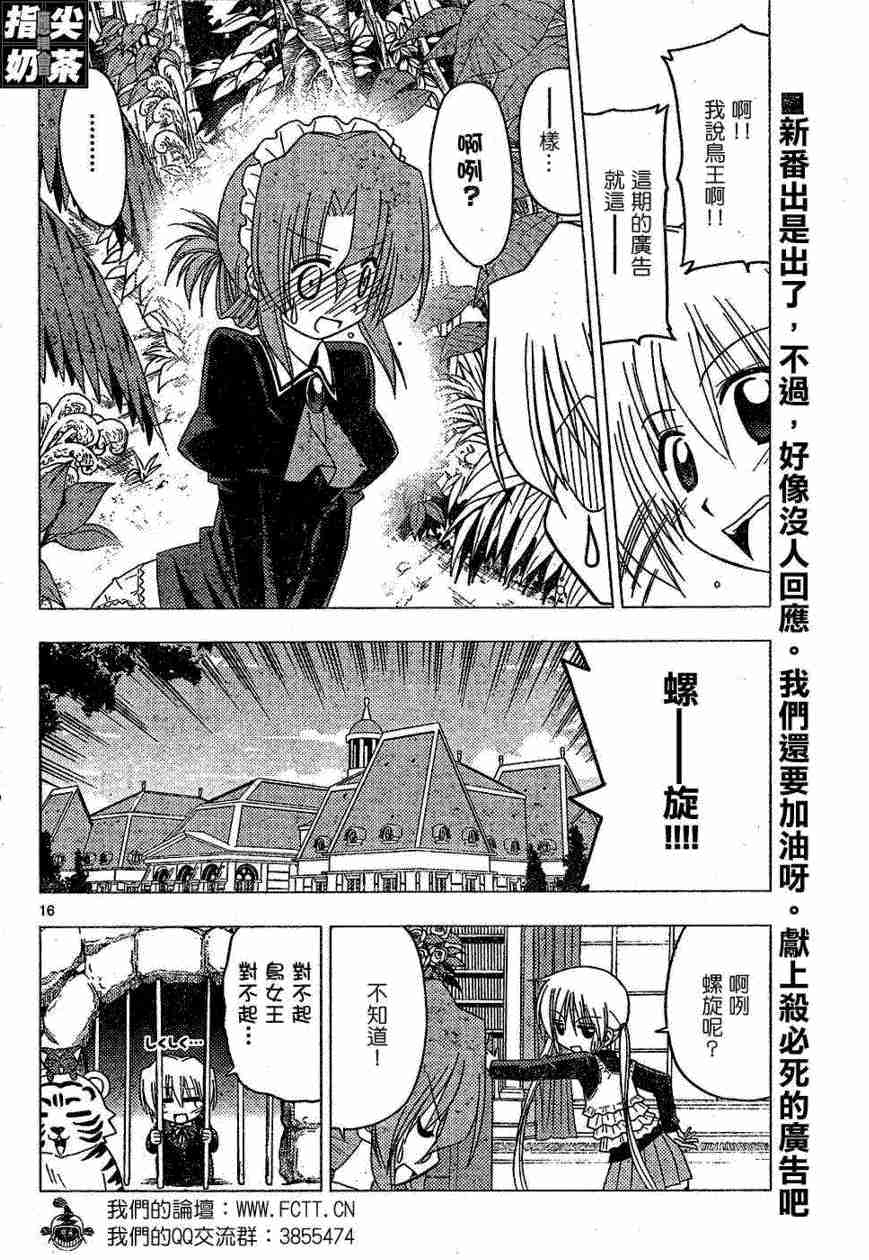 指尖
奶茶
■新番出是出了，不過，好像沒人回應。我們還要加油呀。獻上殺必死的廣告吧
啊!!
我說鳥王啊!!
這期的廣告
就這——
——樣…
啊咧?
………
螺——旋!!!!
16
啊咧
螺旋呢?
不知道！
對不起
鳥女王
對不起…
しくしく…
我們的論壇：WWW.FCTT.CN
我們的QQ交流群：3855474